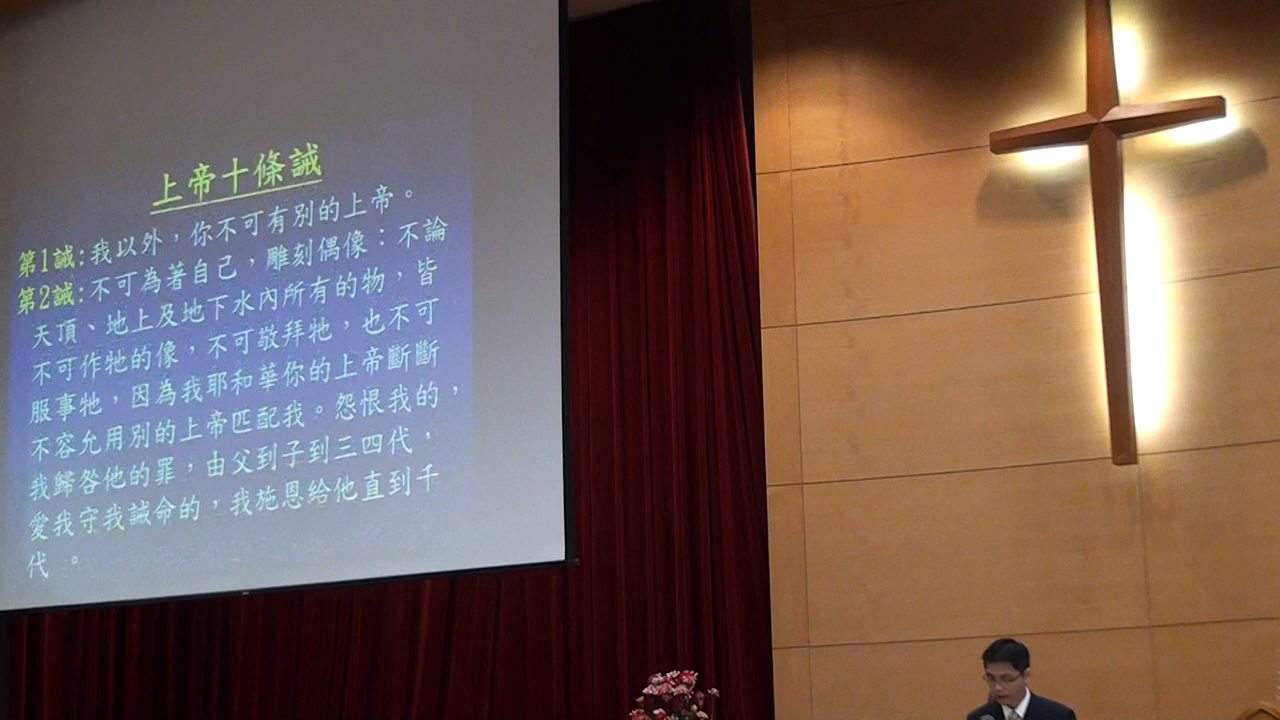 上帝十條誡
第1誡:我以外，你不可有別的上帝。
第2誡:不可為著自己，雕刻偶像：不論
天頂、地上及地下水內所有的物，皆
不可作牠的像，不可敬拜牠，也不可
服事牠，因為我耶和華你的上帝斷斷
不容允用別的上帝匹配我。怨恨我的，
我歸咎他的罪，由父到子到三四代，
愛我守我誡命的，我施恩給他直到千
代。